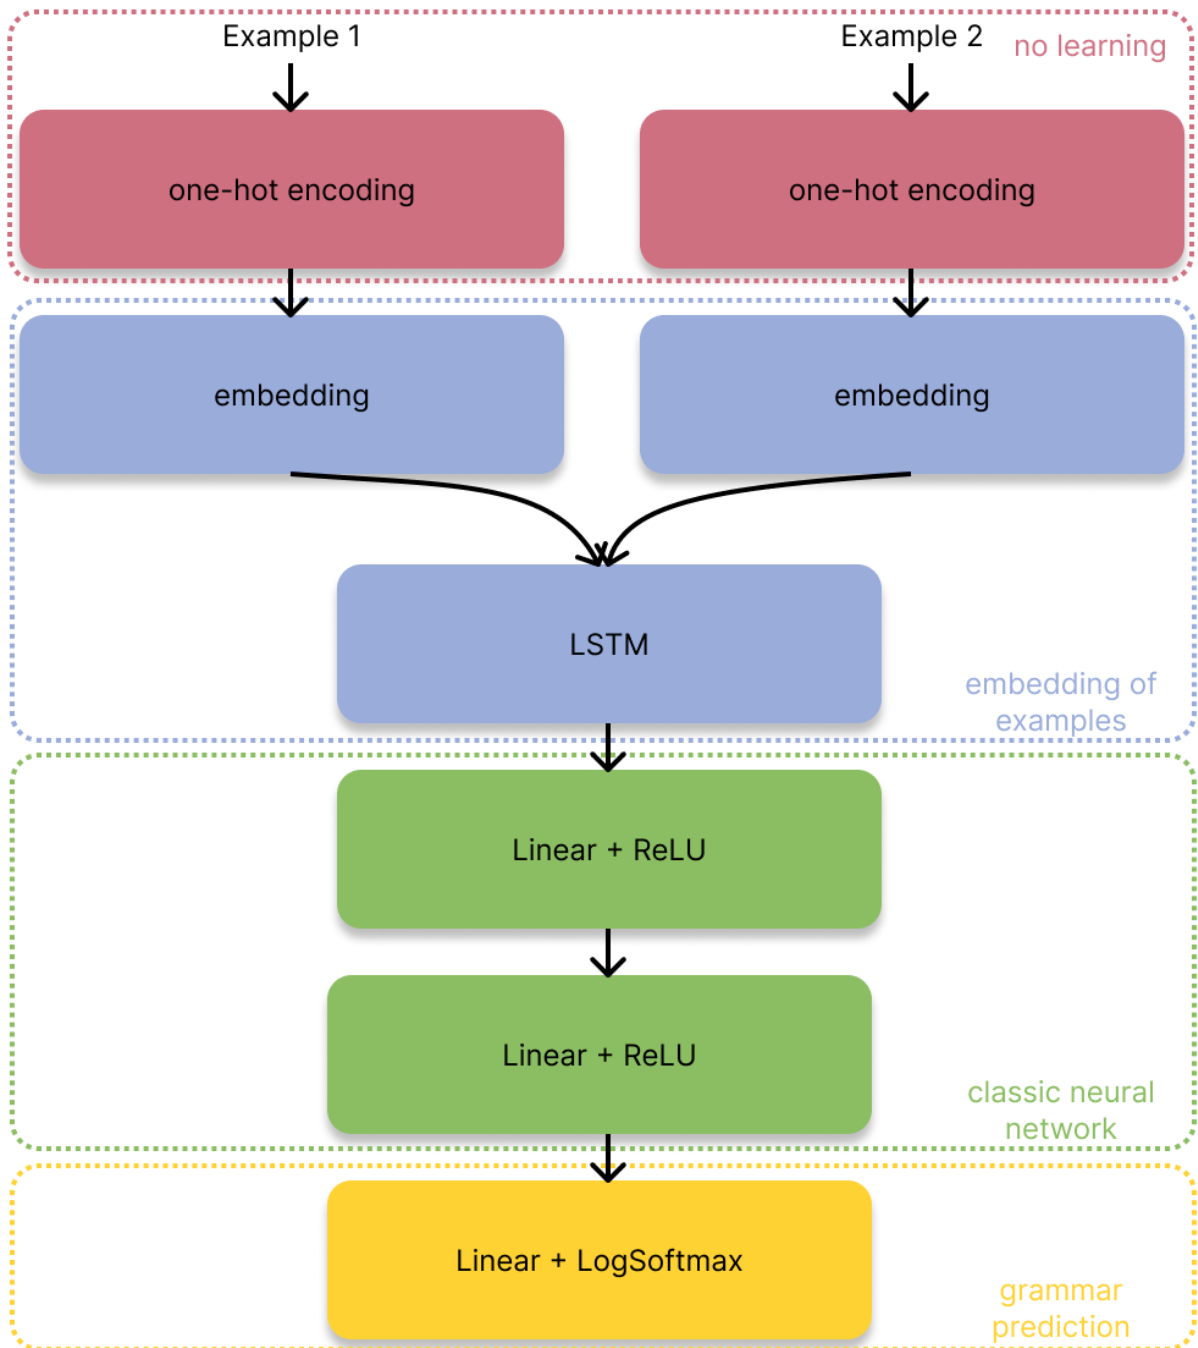 Example 1
Example 2
no learning
one-hot encoding
one-hot encoding
embedding
embedding
LSTM
embedding of
examples
Linear + ReLU
Linear + ReLU
classic neural
network
Linear + LogSoftmax
grammar
prediction